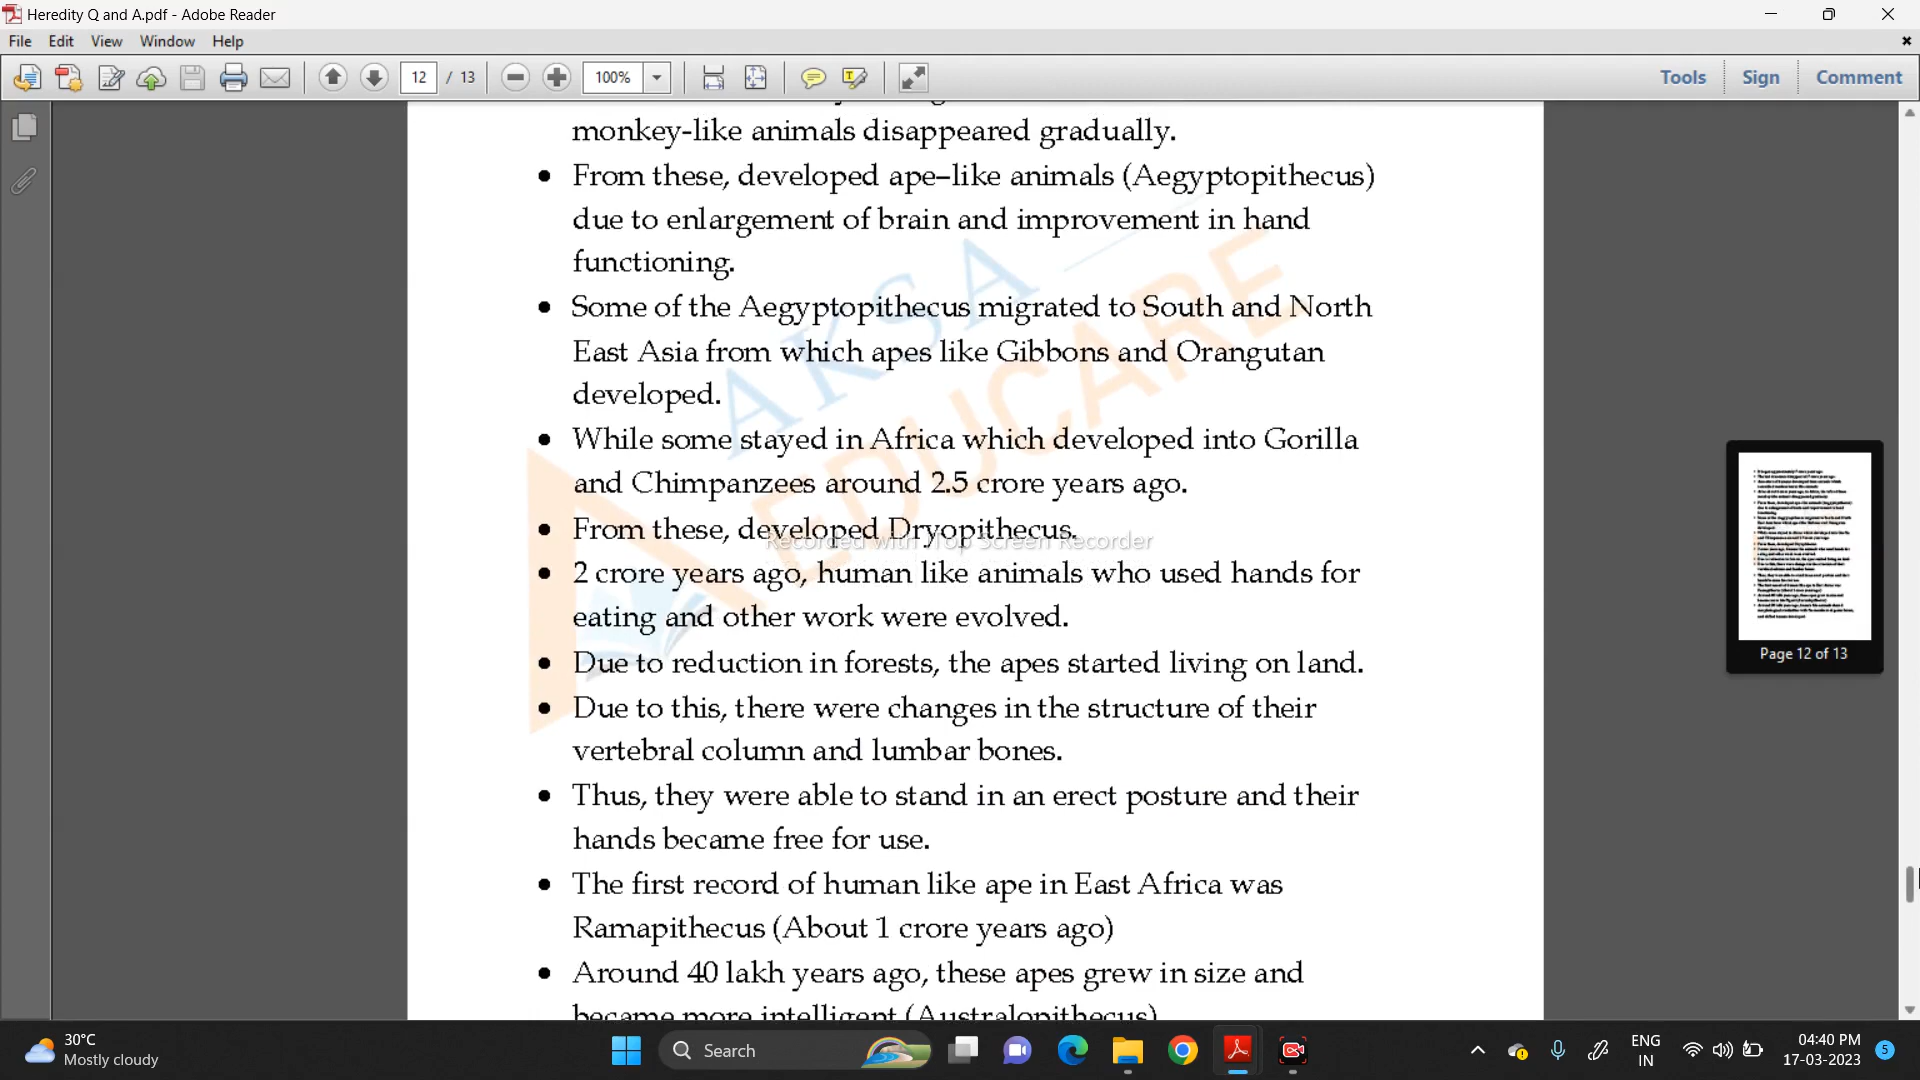 Heredity Q and A.pdf - Adobe Reader
File Edit View Window Help
12 / 13 100% Tools Sign Comment
monkey-like animals disappeared gradually.
• From these, developed ape–like animals (Aegyptopithecus)
due to enlargement of brain and improvement in hand
functioning.
• Some of the Aegyptopithecus migrated to South and North
East Asia from which apes like Gibbons and Orangutan
developed.
• While some stayed in Africa which developed into Gorilla
and Chimpanzees around 2.5 crore years ago.
• From these, developed Dryopithecus.
• 2 crore years ago, human like animals who used hands for
eating and other work were evolved.
• Due to reduction in forests, the apes started living on land.
• Due to this, there were changes in the structure of their
vertebral column and lumbar bones.
• Thus, they were able to stand in an erect posture and their
hands became free for use.
• The first record of human like ape in East Africa was
Ramapithecus (About 1 crore years ago)
• Around 40 lakh years ago, these apes grew in size and
became more intelligent (Australopithecus)
AKSA
EDUCARE
Recorded with iTop Screen Recorder
Page 12 of 13
30°C
Mostly cloudy
Search
ENG
IN
04:40 PM
17-03-2023
5